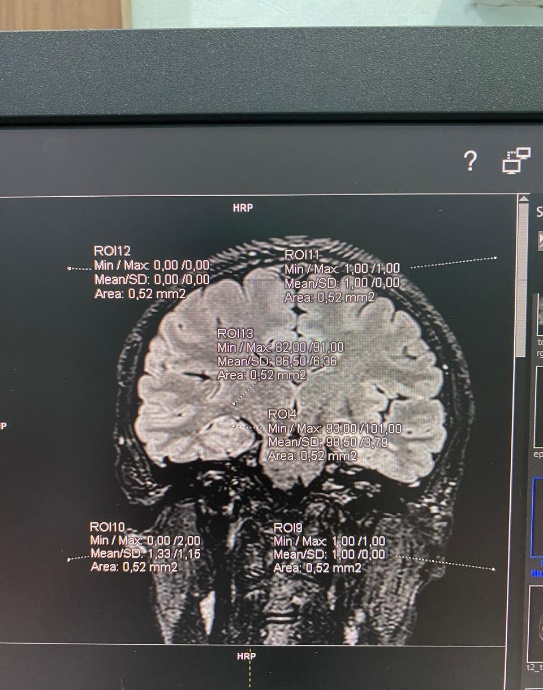 ?
S
HRP
ROI12
Min / Max: 0,00 /0,00
Mean/SD: 0,00 /0,00
Area: 0,52 mm2
ROI11
Min / Max: 1,00 /1,00
Mean/SD: 1,00 /0,00
Area: 0,52 mm2
ROI13
Min / Max: 82,00 /91,00
Mean/SD: 86,50 /6,36
Area: 0,52 mm2
ROI4
Min / Max: 93,00 /101,00
Mean/SD: 98,50 /3,79
Area: 0,52 mm2
P
ep
ROI10
Min / Max: 0,00 /2,00
Mean/SD: 1,33 /1,15
Area: 0,52 mm2
ROI9
Min / Max: 1,00 /1,00
Mean/SD: 1,00 /0,00
Area: 0,52 mm2
HRP
t2_t